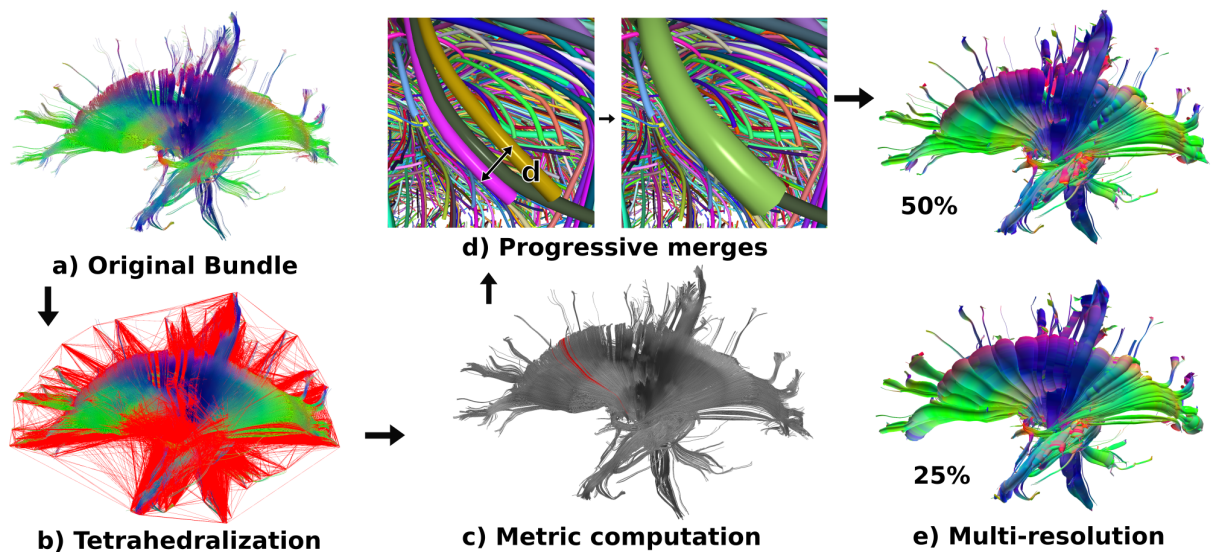 a) Original Bundle
b) Tetrahedralization
c) Metric computation
d
d) Progressive merges
50%
25%
e) Multi-resolution